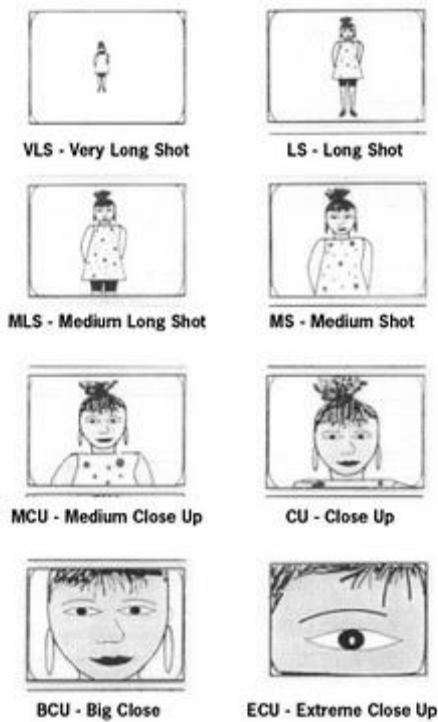 VLS - Very Long Shot
LS - Long Shot
MLS - Medium Long Shot
MS - Medium Shot
MCU - Medium Close Up
CU - Close Up
BCU - Big Close
ECU - Extreme Close Up